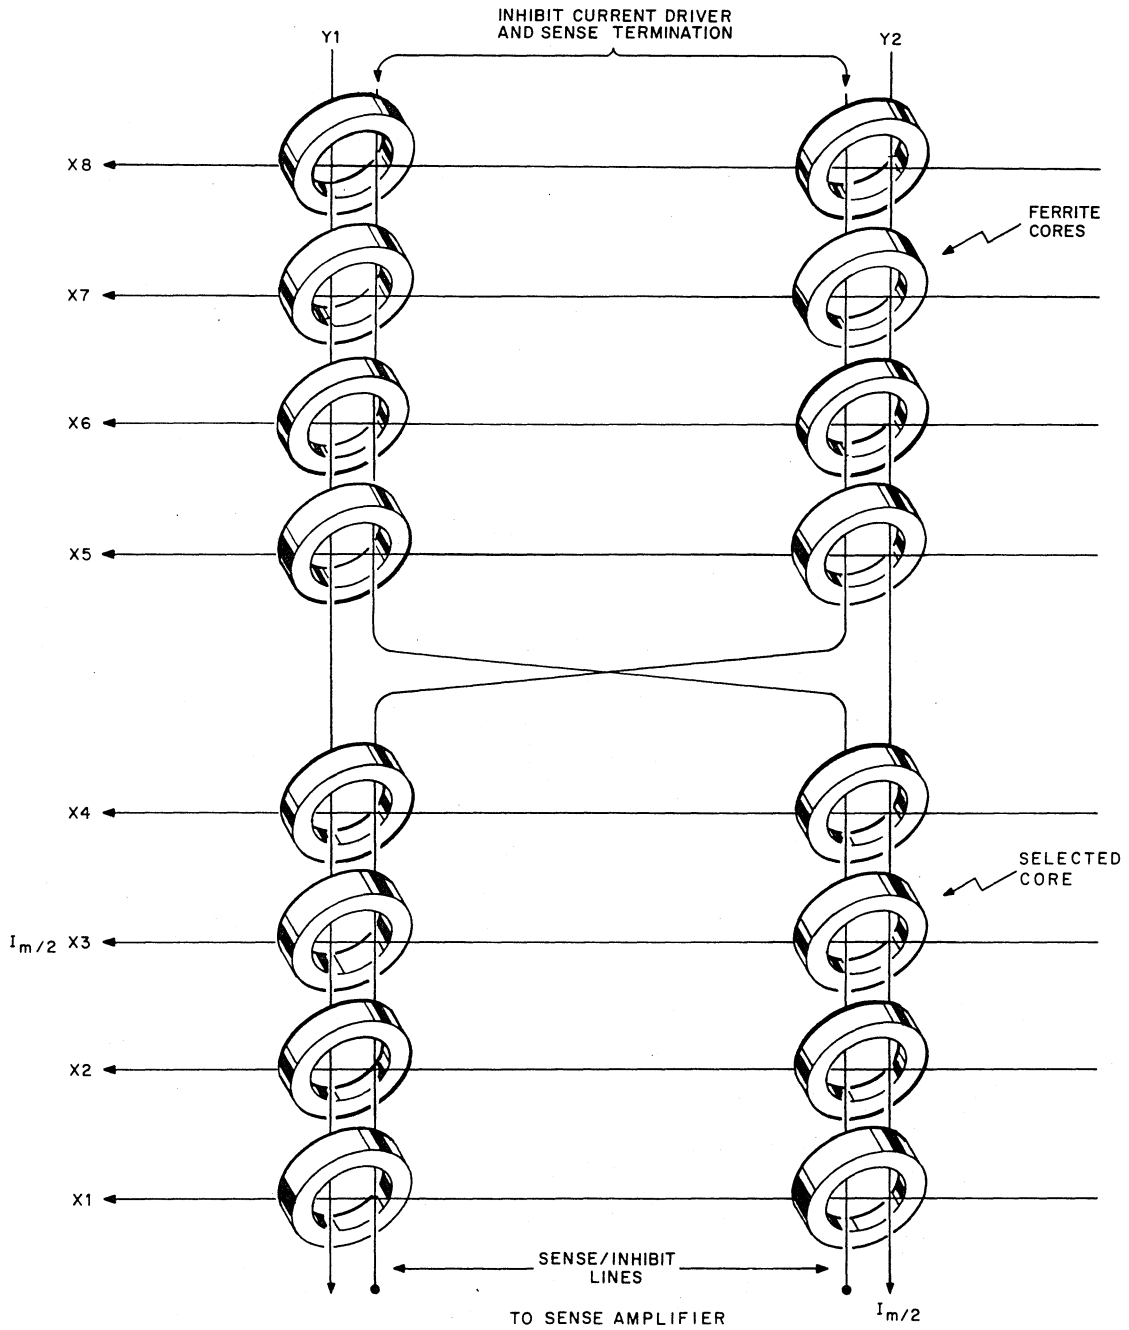 INHIBIT CURRENT DRIVER
AND SENSE TERMINATION
Y1
Y2
X8
FERRITE
CORES
X7
X6
X5
X4
SELECTED
CORE
Im/2 X3
X2
X1
SENSE/INHIBIT
LINES
Im/2
TO SENSE AMPLIFIER